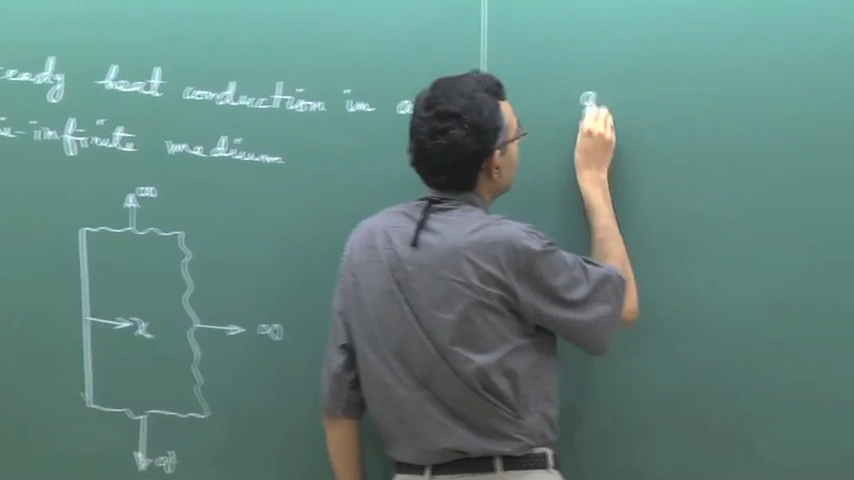 eady heat conduction in a
i-infinite medium
∞
x
∞
∞